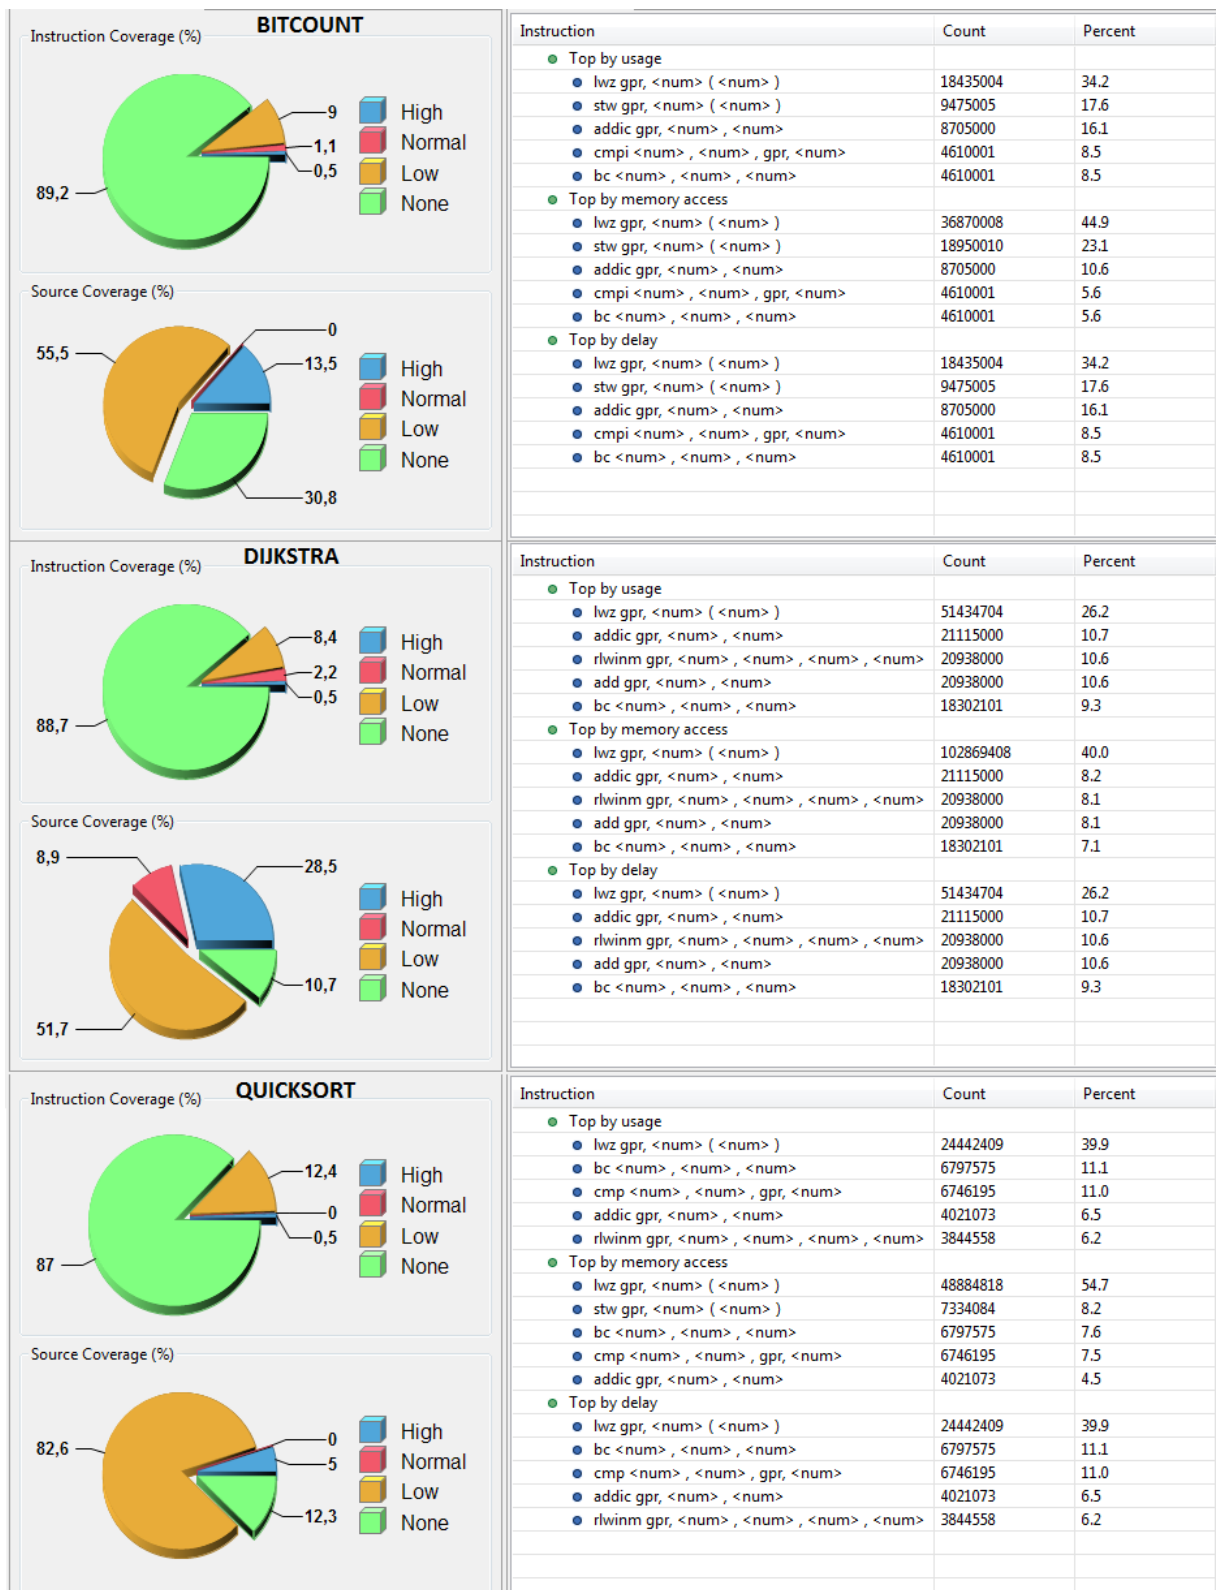 BITCOUNT
Instruction Coverage (%)
9
1,1
0,5
89,2
High
Normal
Low
None
Source Coverage (%)
0
13,5
55,5
30,8
High
Normal
Low
None
Instruction Count Percent
Top by usage
lwz gpr, <num> ( <num> ) 18435004 34.2
stw gpr, <num> ( <num> ) 9475005 17.6
addic gpr, <num> , <num> 8705000 16.1
cmpi <num> , <num> , gpr, <num> 4610001 8.5
bc <num> , <num> , <num> 4610001 8.5
Top by memory access
lwz gpr, <num> ( <num> ) 36870008 44.9
stw gpr, <num> ( <num> ) 18950010 23.1
addic gpr, <num> , <num> 8705000 10.6
cmpi <num> , <num> , gpr, <num> 4610001 5.6
bc <num> , <num> , <num> 4610001 5.6
Top by delay
lwz gpr, <num> ( <num> ) 18435004 34.2
stw gpr, <num> ( <num> ) 9475005 17.6
addic gpr, <num> , <num> 8705000 16.1
cmpi <num> , <num> , gpr, <num> 4610001 8.5
bc <num> , <num> , <num> 4610001 8.5
DIJKSTRA
Instruction Coverage (%)
8,4
2,2
0,5
88,7
High
Normal
Low
None
Source Coverage (%)
8,9
28,5
10,7
51,7
High
Normal
Low
None
Instruction Count Percent
Top by usage
lwz gpr, <num> ( <num> ) 51434704 26.2
addic gpr, <num> , <num> 21115000 10.7
rlwinm gpr, <num> , <num> , <num> , <num> 20938000 10.6
add gpr, <num> , <num> 20938000 10.6
bc <num> , <num> , <num> 18302101 9.3
Top by memory access
lwz gpr, <num> ( <num> ) 102869408 40.0
addic gpr, <num> , <num> 21115000 8.2
rlwinm gpr, <num> , <num> , <num> , <num> 20938000 8.1
add gpr, <num> , <num> 20938000 8.1
bc <num> , <num> , <num> 18302101 7.1
Top by delay
lwz gpr, <num> ( <num> ) 51434704 26.2
addic gpr, <num> , <num> 21115000 10.7
rlwinm gpr, <num> , <num> , <num> , <num> 20938000 10.6
add gpr, <num> , <num> 20938000 10.6
bc <num> , <num> , <num> 18302101 9.3
QUICKSORT
Instruction Coverage (%)
12,4
0
0,5
87
High
Normal
Low
None
Source Coverage (%)
82,6
0
5
12,3
High
Normal
Low
None
Instruction Count Percent
Top by usage
lwz gpr, <num> ( <num> ) 24442409 39.9
bc <num> , <num> , <num> 6797575 11.1
cmp <num> , <num> , gpr, <num> 6746195 11.0
addic gpr, <num> , <num> 4021073 6.5
rlwinm gpr, <num> , <num> , <num> , <num> 3844558 6.2
Top by memory access
lwz gpr, <num> ( <num> ) 48884818 54.7
stw gpr, <num> ( <num> ) 7334084 8.2
bc <num> , <num> , <num> 6797575 7.6
cmp <num> , <num> , gpr, <num> 6746195 7.5
addic gpr, <num> , <num> 4021073 4.5
Top by delay
lwz gpr, <num> ( <num> ) 24442409 39.9
bc <num> , <num> , <num> 6797575 11.1
cmp <num> , <num> , gpr, <num> 6746195 11.0
addic gpr, <num> , <num> 4021073 6.5
rlwinm gpr, <num> , <num> , <num> , <num> 3844558 6.2